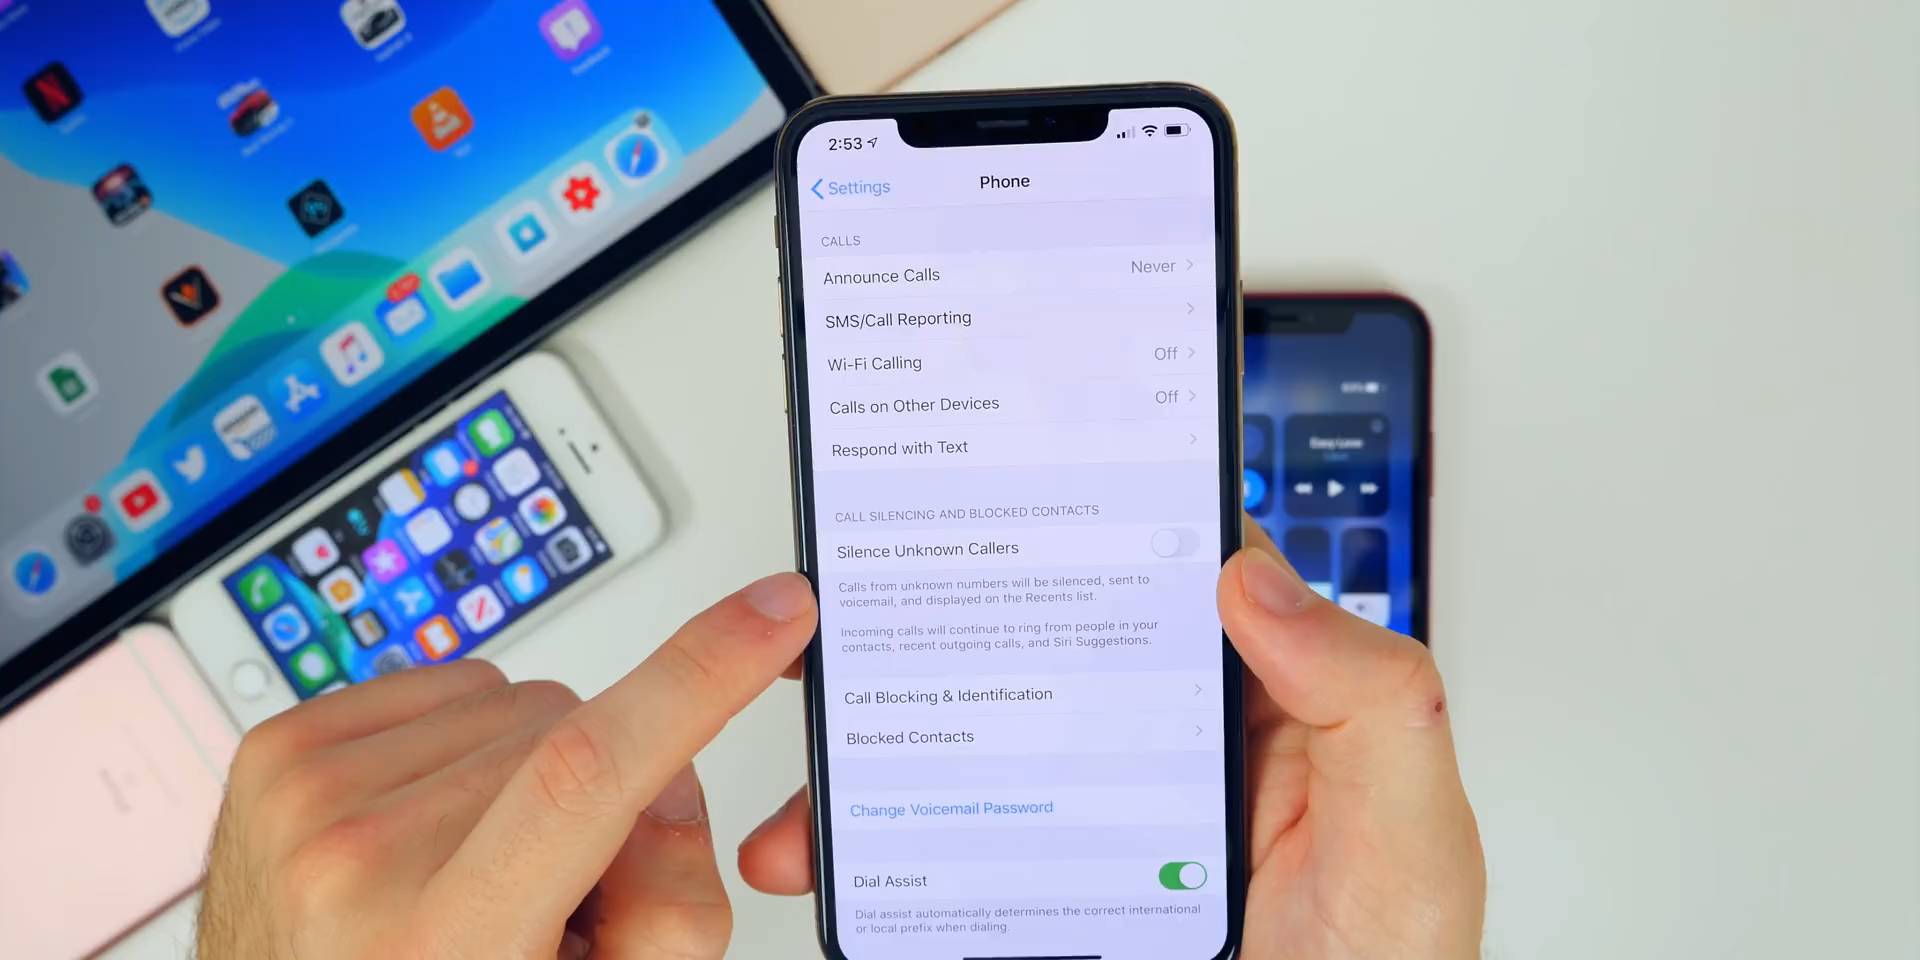 2:53
Settings
Phone
CALLS
Announce Calls
Never
SMS/Call Reporting
Wi-Fi Calling
Off
Calls on Other Devices
Off
Respond with Text
CALL SILENCING AND BLOCKED CONTACTS
Silence Unknown Callers
Calls from unknown numbers will be silenced, sent to
voicemail, and displayed on the Recents list.
Incoming calls will continue to ring from people in your
contacts, recent outgoing calls, and Siri Suggestions.
Call Blocking & Identification
Blocked Contacts
Change Voicemail Password
Dial Assist
Dial assist automatically determines the correct international
or local prefix when dialing.
Easy Love